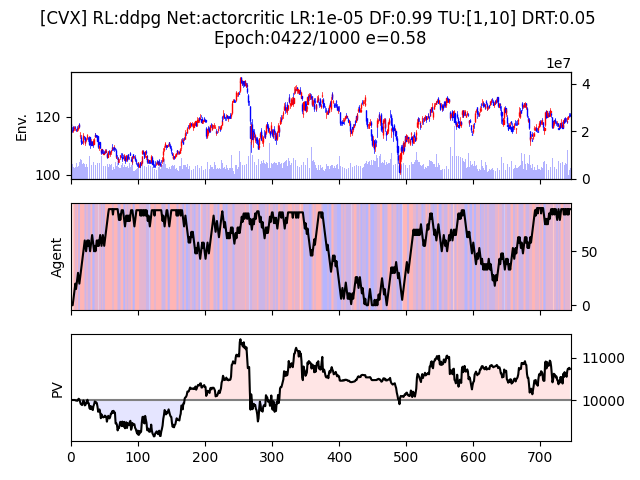 [CVX] RL:ddpg Net:actorcritic LR:1e-05 DF:0.99 TU:[1,10] DRT:0.05
Epoch:0422/1000 e=0.58
1e7
Env.
120
100
4
2
0
Agent
50
0
PV
11000
10000
0 100 200 300 400 500 600 700